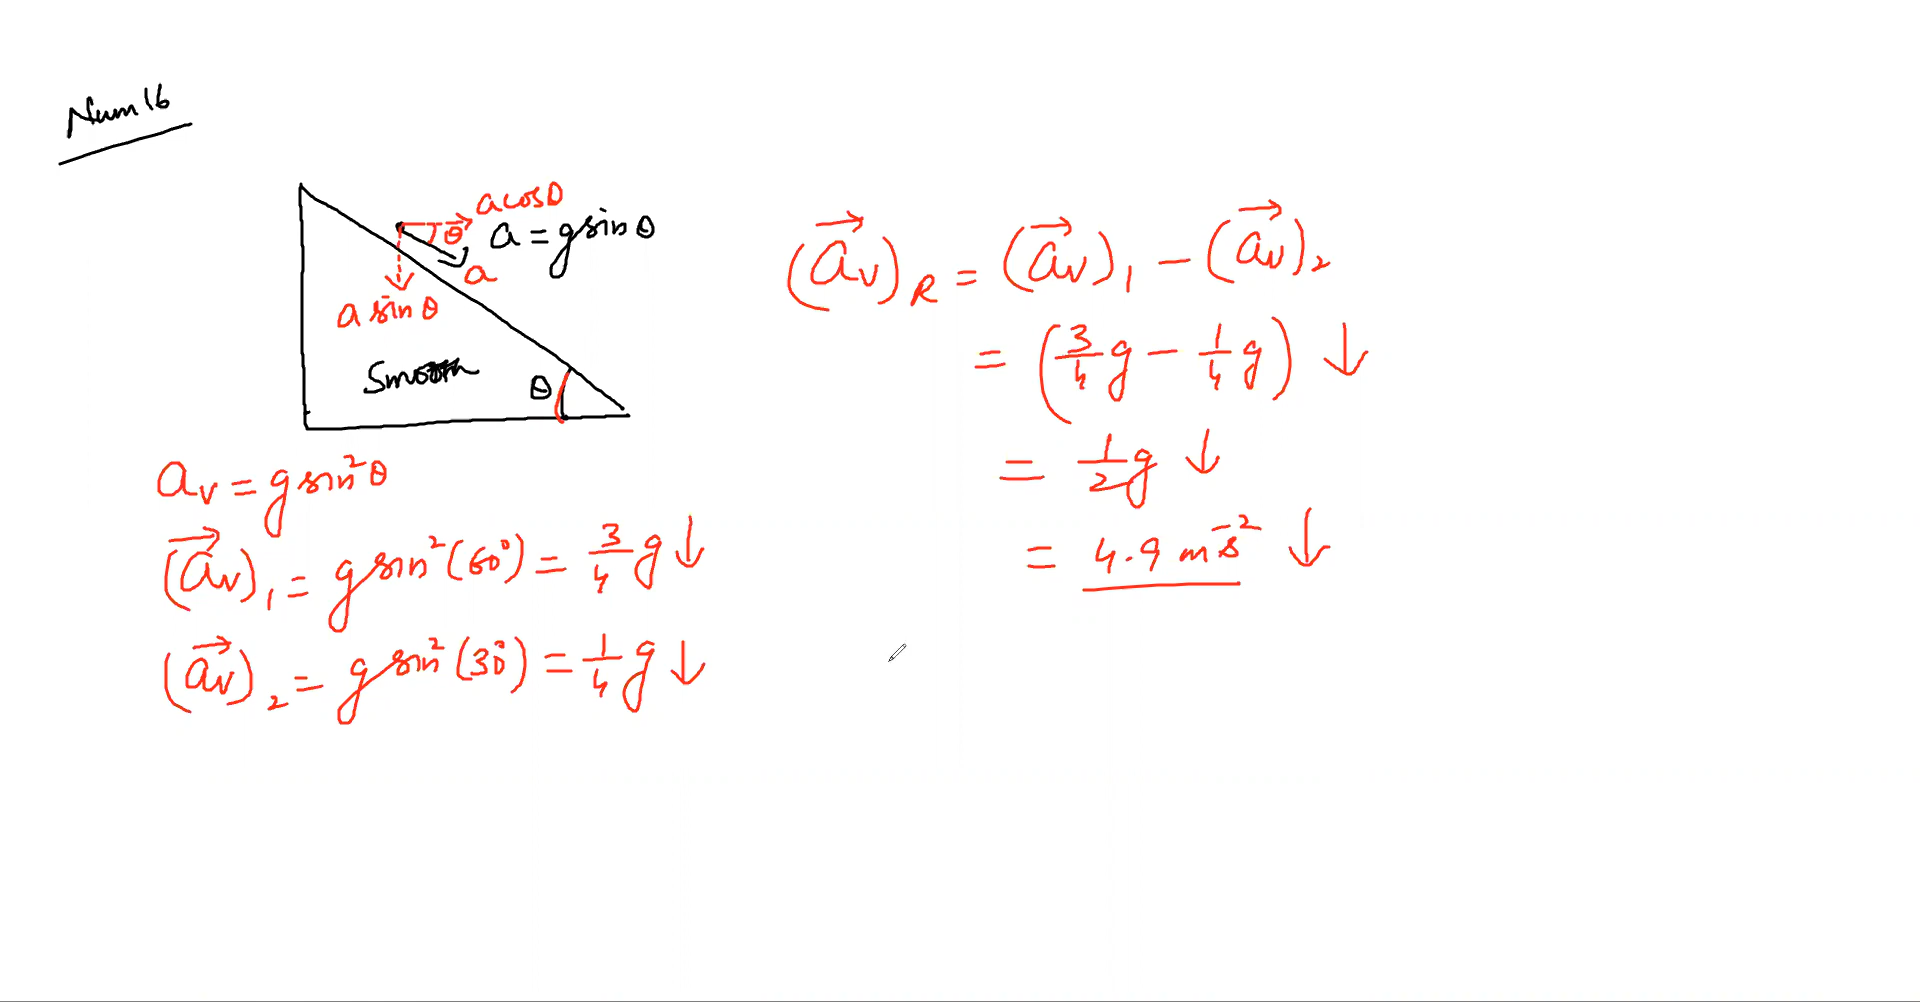 Num 16
a cosθ
θ a = g sin θ
a
a sin θ
Smooth
θ
a_v = g sin²θ
(a⃗_v)₁ = g sin²(60°) = 3/4 g ↓
(a⃗_v)₂ = g sin²(30°) = 1/4 g ↓
(a⃗_v)_R = (a⃗_v)₁ − (a⃗_v)₂
= (3/4 g − 1/4 g) ↓
= 1/2 g ↓
= 4.9 ms⁻² ↓